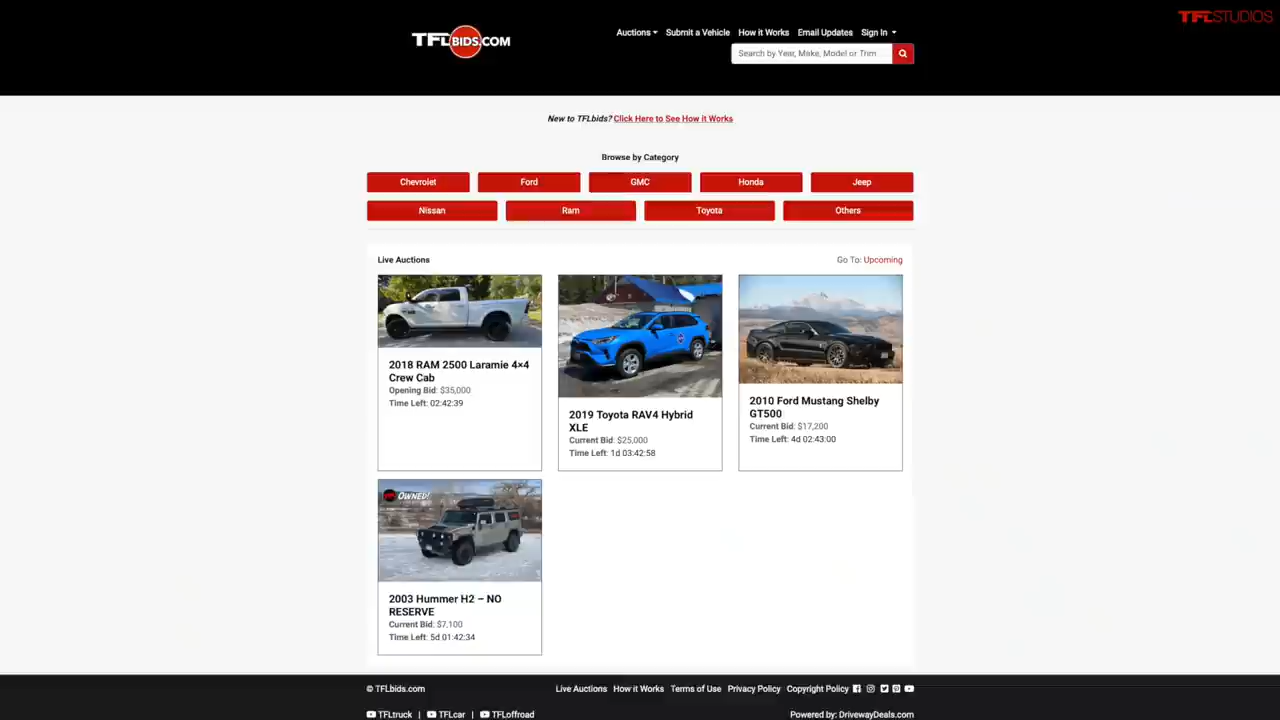 TFLSTUDIOS
TFLBIDS.COM
Auctions
Submit a Vehicle
How it Works
Email Updates
Sign In
Search by Year, Make, Model or Trim
New to TFLbids? Click Here to See How it Works
Browse by Category
Chevrolet
Ford
GMC
Honda
Jeep
Nissan
Ram
Toyota
Others
Live Auctions
Go To: Upcoming
2018 RAM 2500 Laramie 4×4
Crew Cab
Opening Bid: $35,000
Time Left: 02:42:39
2019 Toyota RAV4 Hybrid
XLE
Current Bid: $25,000
Time Left: 1d 03:42:58
2010 Ford Mustang Shelby
GT500
Current Bid: $17,200
Time Left: 4d 02:43:00
OWNED!
2003 Hummer H2 – NO
RESERVE
Current Bid: $7,100
Time Left: 5d 01:42:34
© TFLbids.com
Live Auctions
How it Works
Terms of Use
Privacy Policy
Copyright Policy
TFLtruck | TFLcar | TFLoffroad
Powered by: DrivewayDeals.com